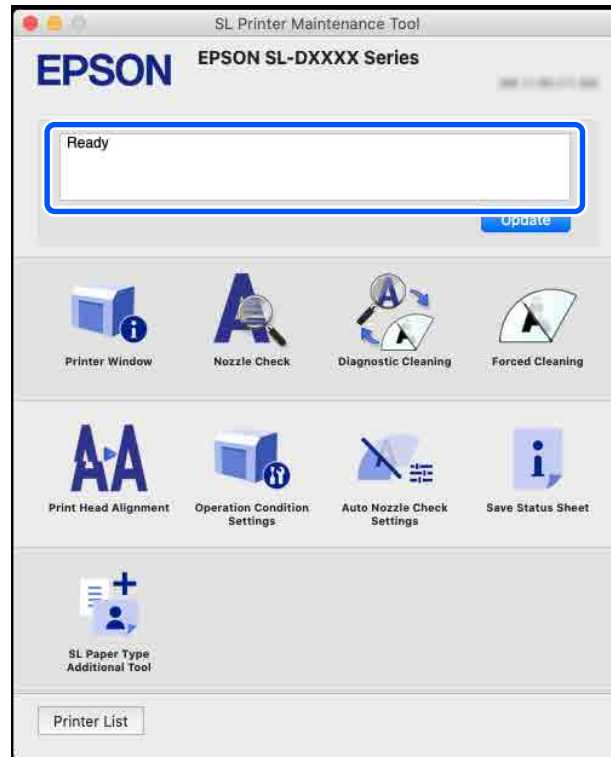 SL Printer Maintenance Tool
EPSON
EPSON SL-DXXXX Series
Ready
Update
Printer Window
Nozzle Check
Diagnostic Cleaning
Forced Cleaning
Print Head Alignment
Operation Condition
Settings
Auto Nozzle Check
Settings
Save Status Sheet
SL Paper Type
Additional Tool
Printer List